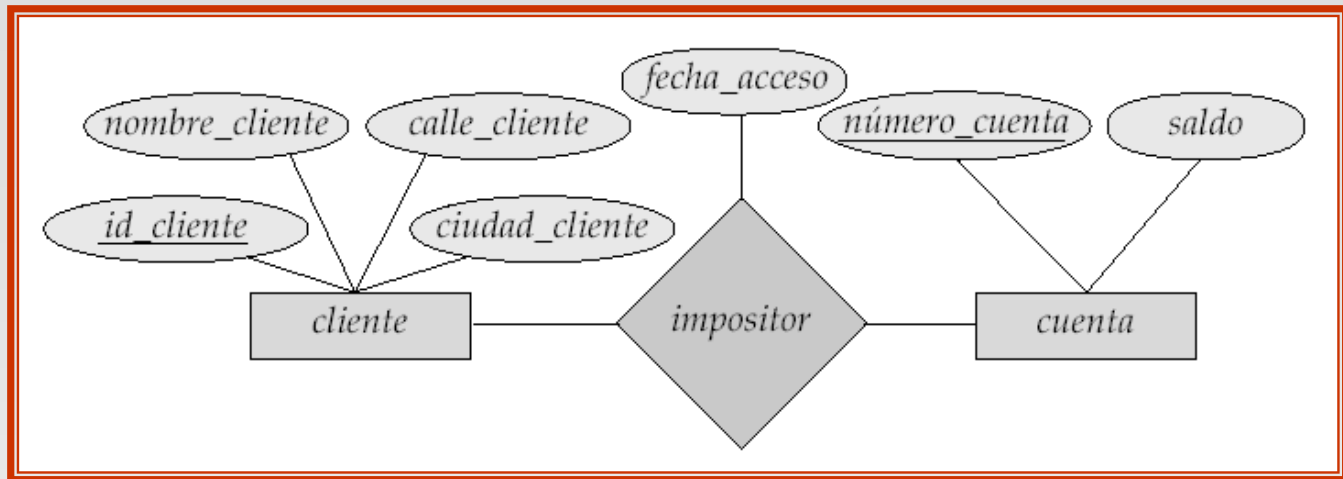 fecha_acceso
nombre_cliente
calle_cliente
número_cuenta
saldo
id_cliente
ciudad_cliente
cliente
impositor
cuenta